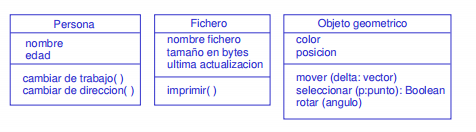 Persona
nombre
edad
cambiar de trabajo( )
cambiar de direccion( )
Fichero
nombre fichero
tamaño en bytes
ultima actualizacion
imprimir( )
Objeto geometrico
color
posicion
mover (delta: vector)
seleccionar (p:punto): Boolean
rotar (angulo)